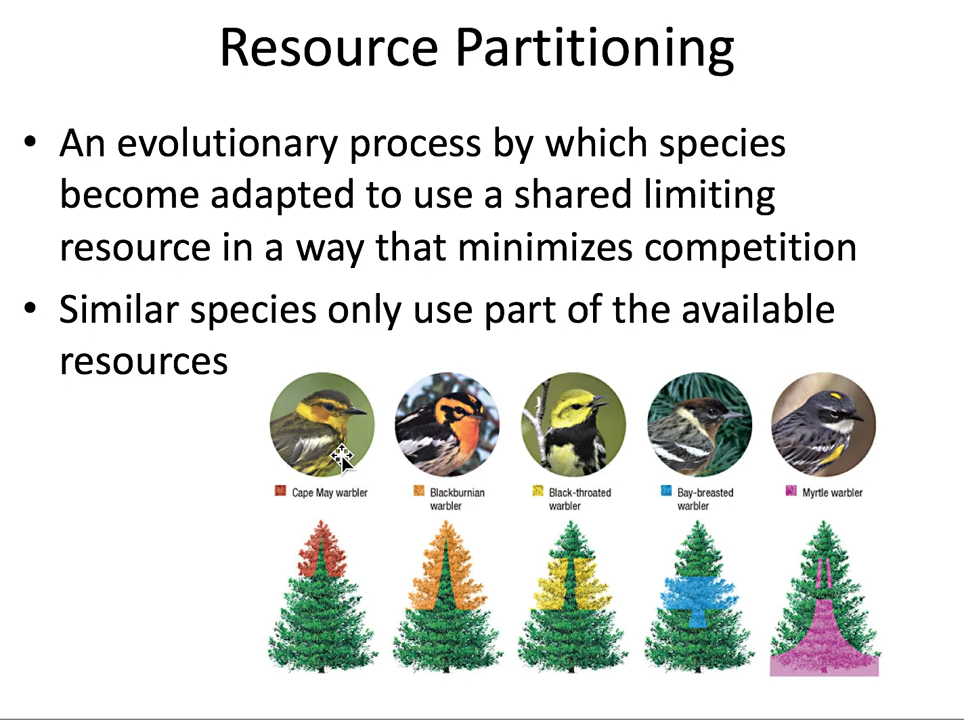 Resource Partitioning
• An evolutionary process by which species
become adapted to use a shared limiting
resource in a way that minimizes competition
• Similar species only use part of the available
resources
Cape May warbler
Blackburnian
warbler
Black-throated
warbler
Bay-breasted
warbler
Myrtle warbler